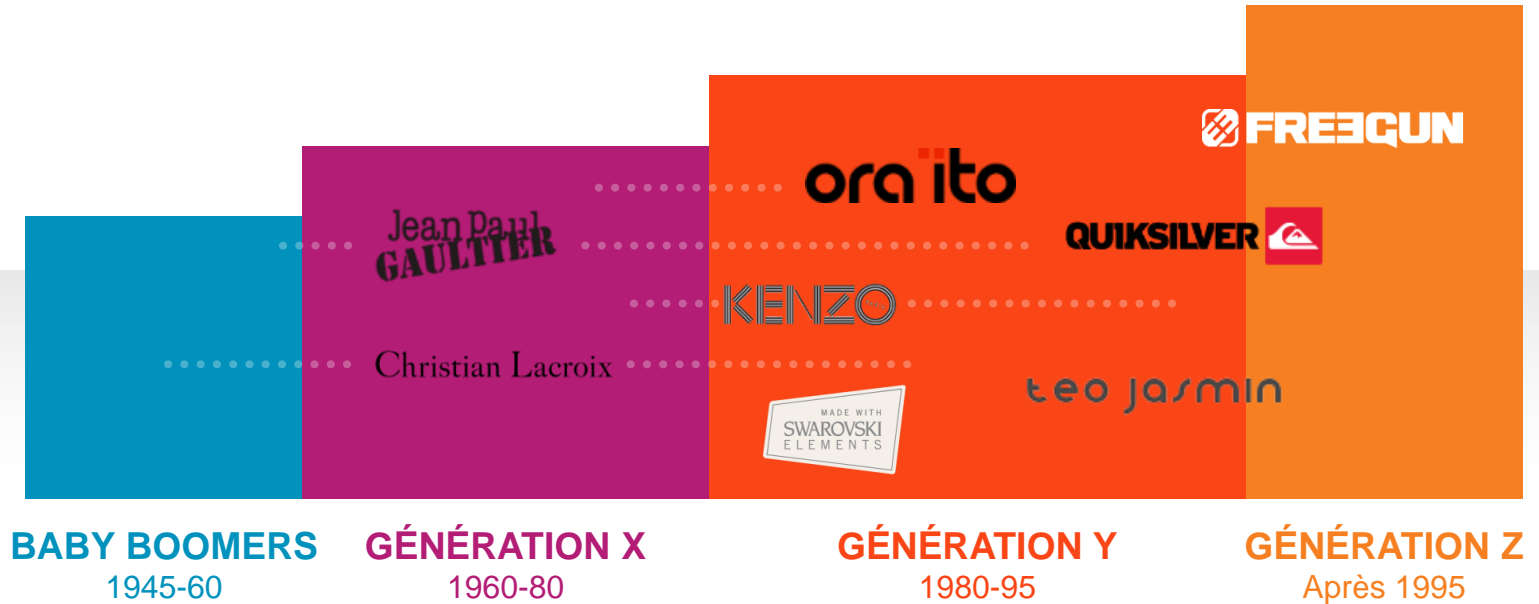 FREEGUN
ora ïto
Jean Paul
GAULTIER
QUIKSILVER
KENZO
Christian Lacroix
teo jasmin
MADE WITH
SWAROVSKI
ELEMENTS
BABY BOOMERS
1945-60
GÉNÉRATION X
1960-80
GÉNÉRATION Y
1980-95
GÉNÉRATION Z
Après 1995